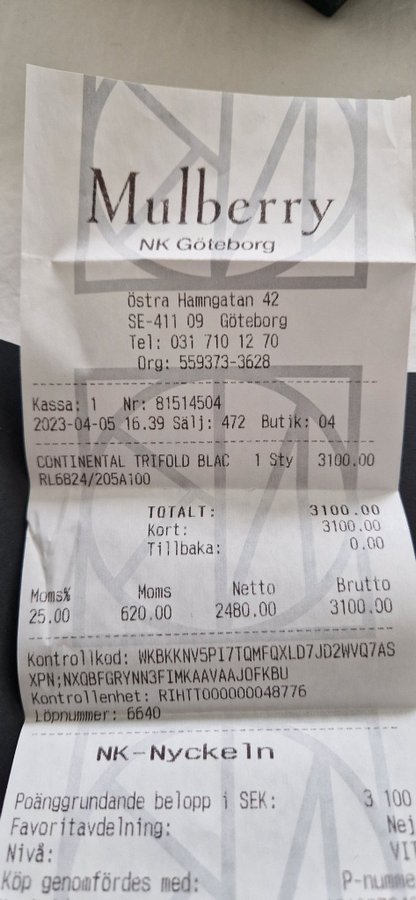 Mulberry
NK Göteborg
Östra Hamngatan 42
SE-411 09 Göteborg
Tel: 031 710 12 70
Org: 559373-3628
Kassa: 1 Nr: 81514504
2023-04-05 16.39 Sälj: 472 Butik: 04
CONTINENTAL TRIFOLD BLAC 1 Sty 3100.00
RL6824/205A100
TOTALT: 3100.00
Kort: 3100.00
Tillbaka: 0.00
Moms% Moms Netto Brutto
25.00 620.00 2480.00 3100.00
Kontrollkod: WKBKKNV5PI7TQMFQXLD7JD2WVQ7AS
XPN;NXQBFGRYNN3FIMKAAVAAJOFKBU
Kontrollenhet: RIHTT000000048776
Löpnummer: 6640
NK-Nyckeln
Poänggrundande belopp i SEK: 3 100
Favoritavdelning: Nej
Nivå: VIT
Köp genomfördes med: P-numme